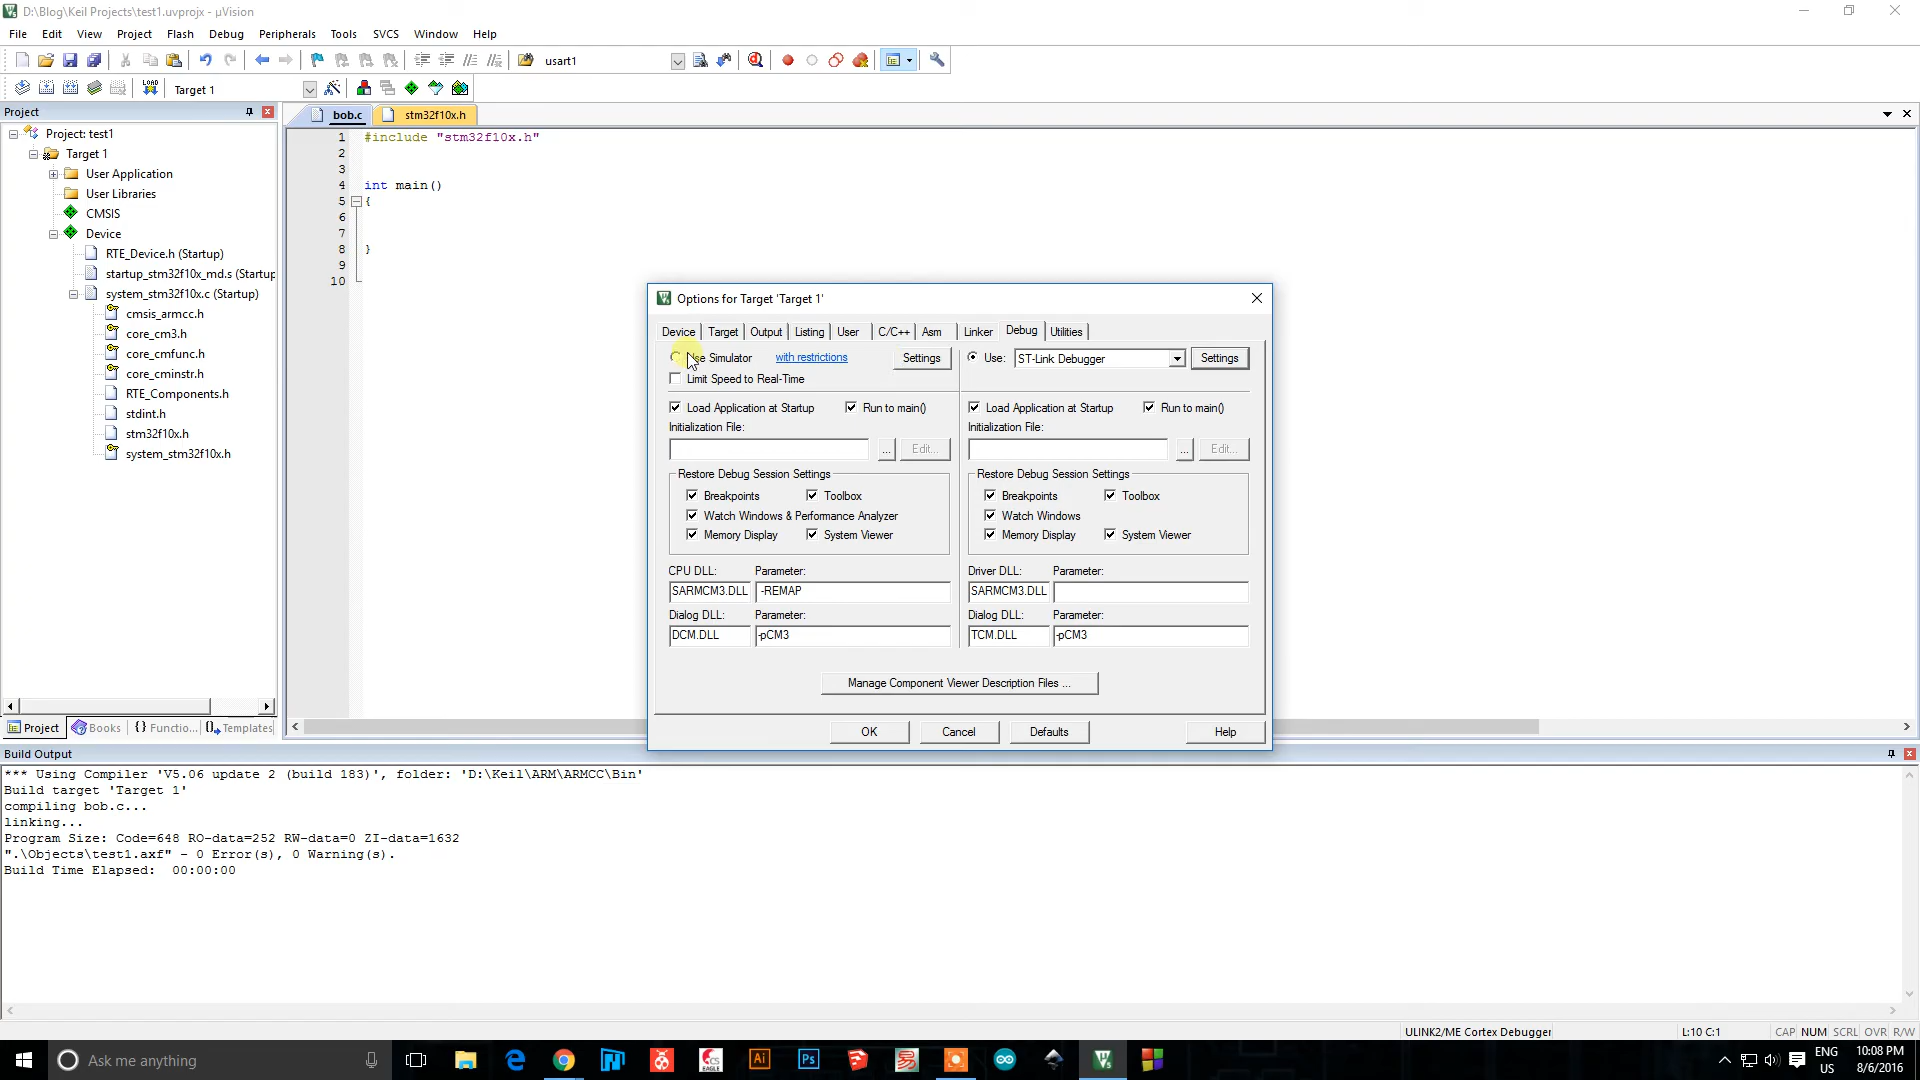 D:\Blog\Keil Projects\test1.uvprojx - µVision
File Edit View Project Flash Debug Peripherals Tools SVCS Window Help
usart1
LOAD Target 1
Project
bob.c stm32f10x.h
Project: test1
Target 1
User Application
User Libraries
CMSIS
Device
RTE_Device.h (Startup)
startup_stm32f10x_md.s (Startup
system_stm32f10x.c (Startup)
cmsis_armcc.h
core_cm3.h
core_cmfunc.h
core_cminstr.h
RTE_Components.h
stdint.h
stm32f10x.h
system_stm32f10x.h
1 #include "stm32f10x.h"
2
3
4 int main()
5 {
6
7
8 }
9
10
Options for Target 'Target 1'
Device Target Output Listing User C/C++ Asm Linker Debug Utilities
Use Simulator with restrictions Settings
Limit Speed to Real-Time
Use: ST-Link Debugger Settings
Load Application at Startup Run to main()
Initialization File:
... Edit...
Restore Debug Session Settings
Breakpoints Toolbox
Watch Windows & Performance Analyzer
Memory Display System Viewer
CPU DLL: Parameter:
SARMCM3.DLL -REMAP
Dialog DLL: Parameter:
DCM.DLL -pCM3
Load Application at Startup Run to main()
Initialization File:
... Edit...
Restore Debug Session Settings
Breakpoints Toolbox
Watch Windows
Memory Display System Viewer
Driver DLL: Parameter:
SARMCM3.DLL
Dialog DLL: Parameter:
TCM.DLL -pCM3
Manage Component Viewer Description Files ...
OK Cancel Defaults Help
Project Books {} Functio... Templates
Build Output
*** Using Compiler 'V5.06 update 2 (build 183)', folder: 'D:\Keil\ARM\ARMCC\Bin'
Build target 'Target 1'
compiling bob.c...
linking...
Program Size: Code=648 RO-data=252 RW-data=0 ZI-data=1632
".\Objects\test1.axf" - 0 Error(s), 0 Warning(s).
Build Time Elapsed:  00:00:00
ULINK2/ME Cortex Debugger L:10 C:1 CAP NUM SCRL OVR R/W
Ask me anything
EAGLE Ai Ps
ENG
US
10:08 PM
8/6/2016